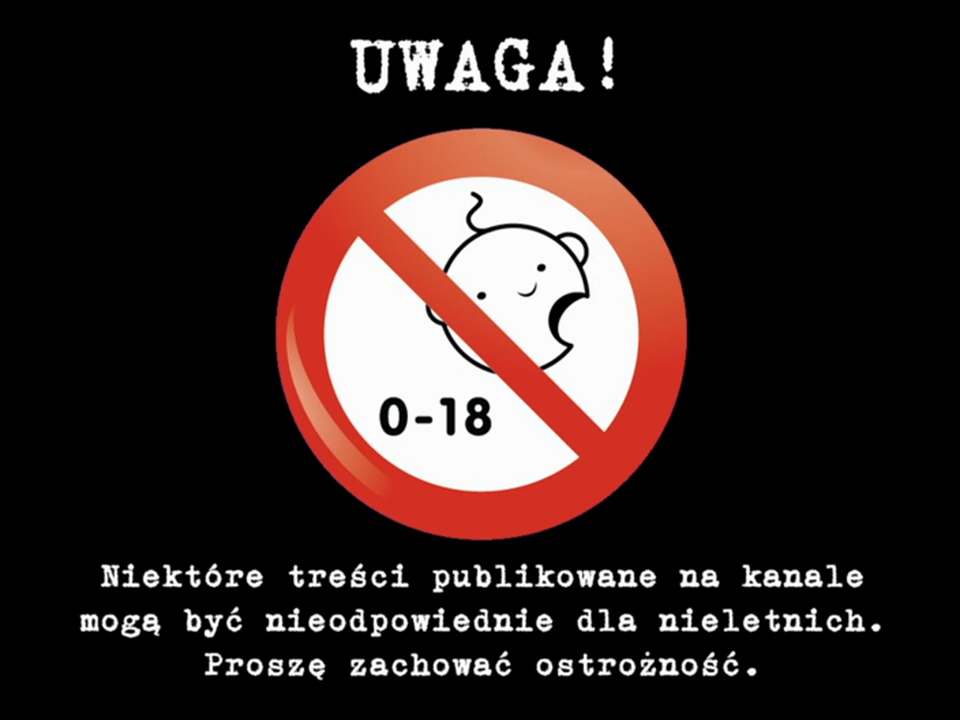 UWAGA!
0-18
Niektóre treści publikowane na kanale
mogą być nieodpowiednie dla nieletnich.
Proszę zachować ostrożność.